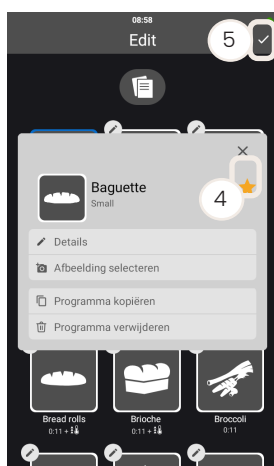 08:58
Edit
5
Baguette
Small
4
Details
Afbeelding selecteren
Programma kopiëren
Programma verwijderen
Bread rolls Brioche Broccoli
0:11 + 0:11 + 0:11